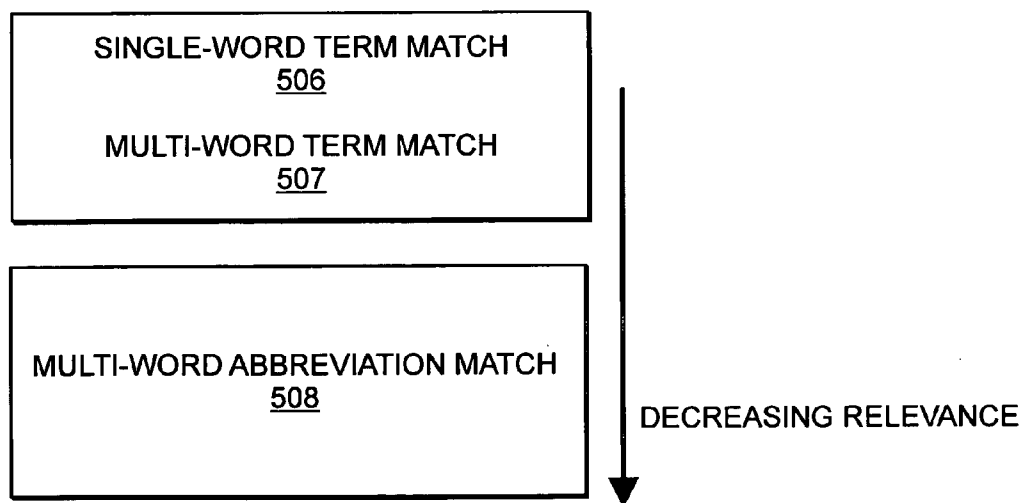 SINGLE-WORD TERM MATCH
506
MULTI-WORD TERM MATCH
507
MULTI-WORD ABBREVIATION MATCH
508
DECREASING RELEVANCE